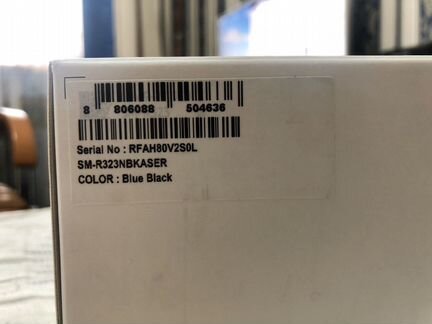 8 806088 504636
Serial No : RFAH80V2S0L
SM-R323NBKASER
COLOR : Blue Black